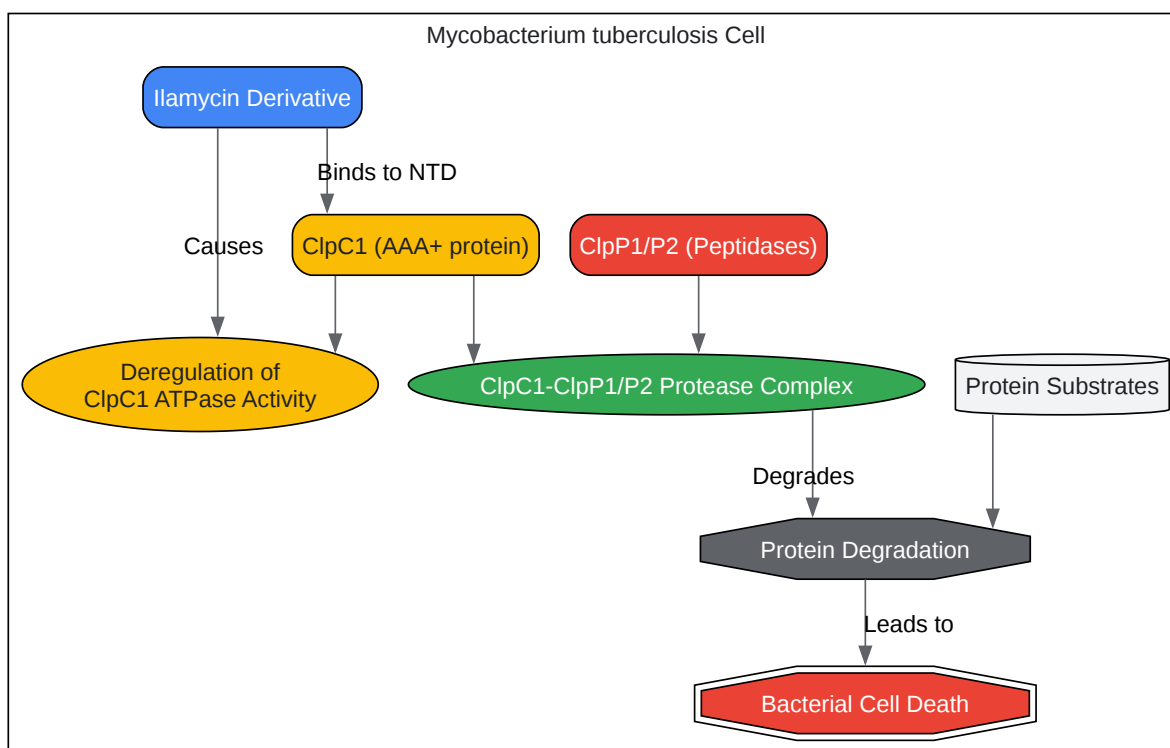 Mycobacterium tuberculosis Cell
Ilamycin Derivative
Binds to NTD
Causes
ClpC1 (AAA+ protein)
ClpP1/P2 (Peptidases)
Deregulation of
ClpC1 ATPase Activity
ClpC1-ClpP1/P2 Protease Complex
Protein Substrates
Degrades
Protein Degradation
Leads to
Bacterial Cell Death